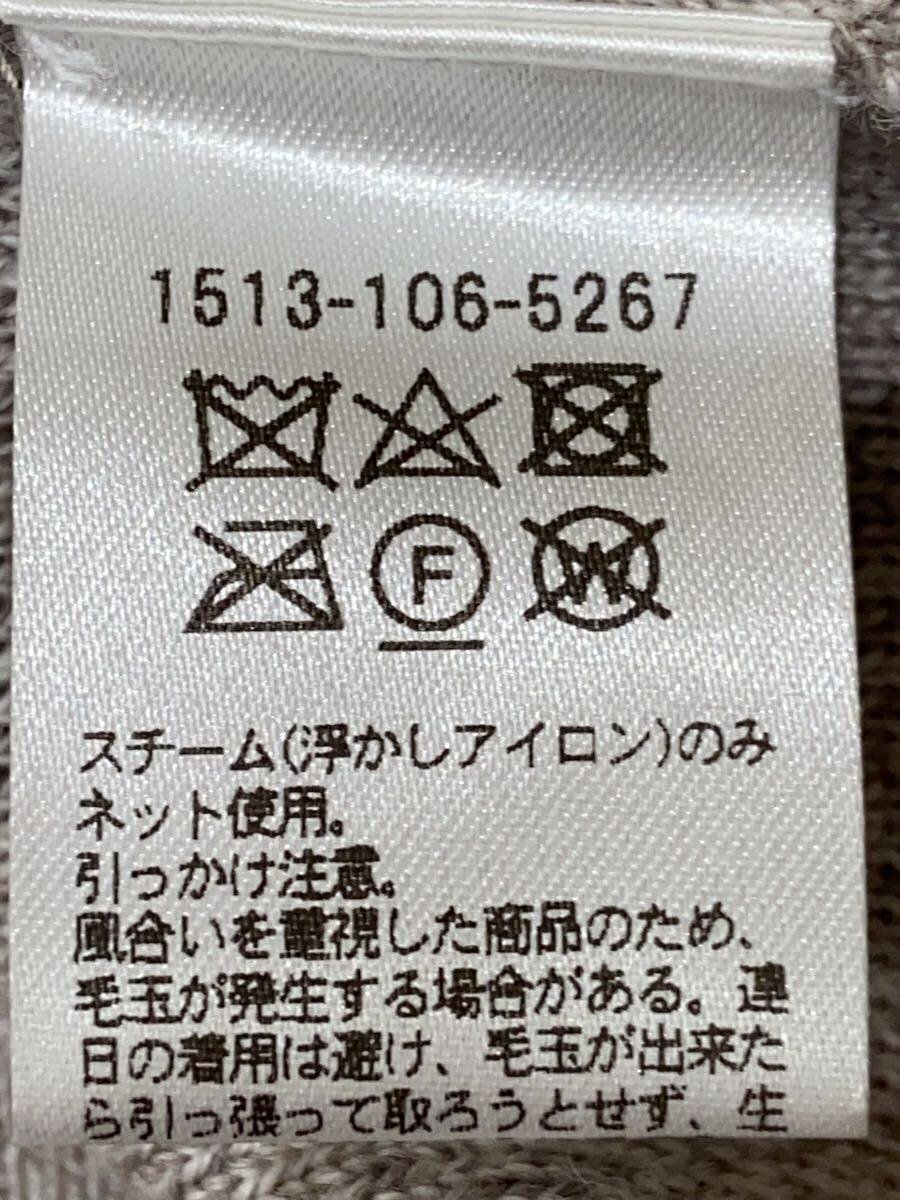 1513-106-5267
F
W
スチーム(浮かしアイロン)のみ
ネット使用。
引っかけ注意。
風合いを重視した商品のため、
毛玉が発生する場合がある。連
日の着用は避け、毛玉が出来た
ら引っ張って取ろうとせず、生